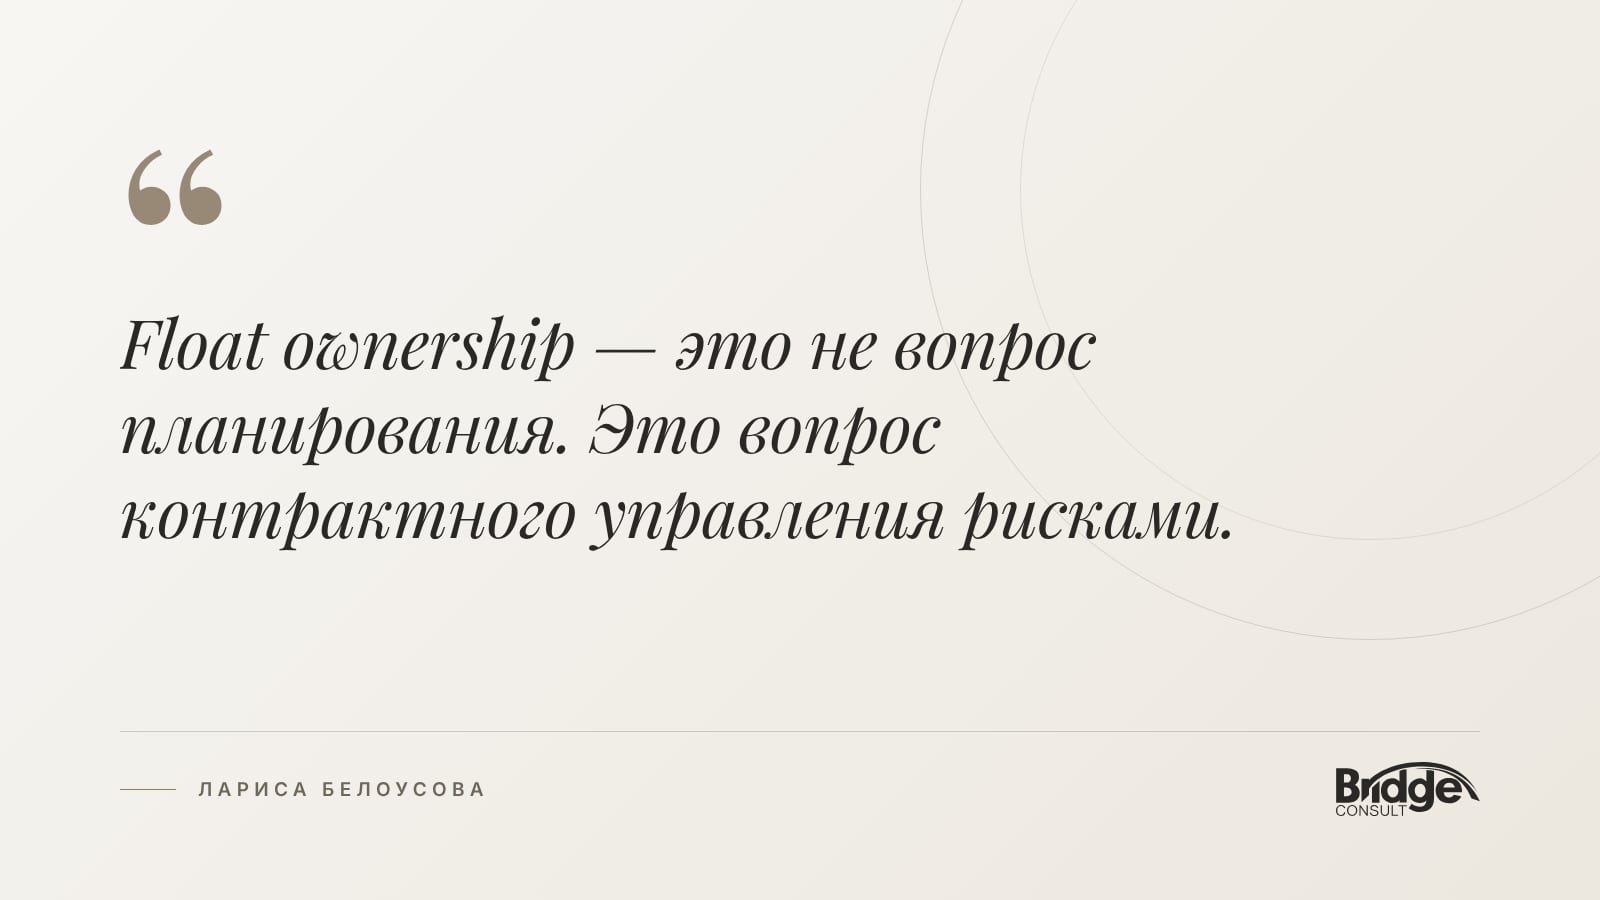 “
Float ownership — это не вопрос
планирования. Это вопрос
контрактного управления рисками.
ЛАРИСА БЕЛОУСОВА
Bridge
CONSULT